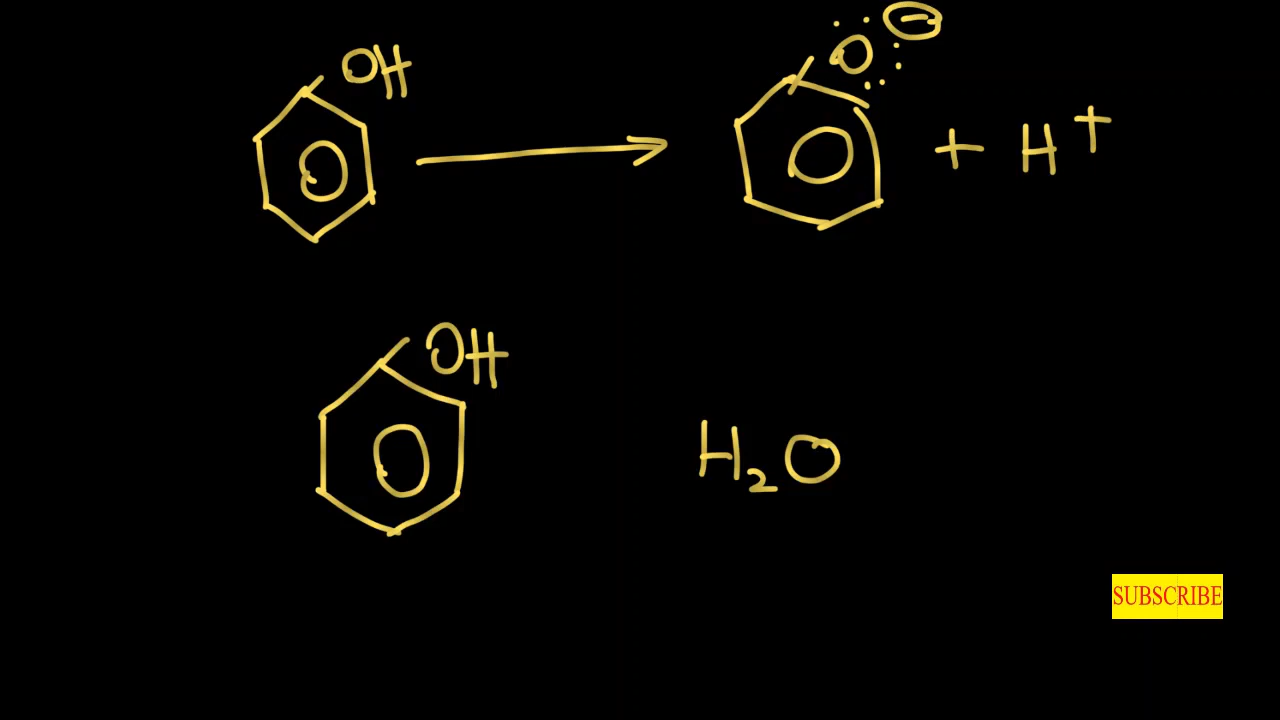 OH
O ⊖
+ H⁺
OH
H₂O
SUBSCRIBE